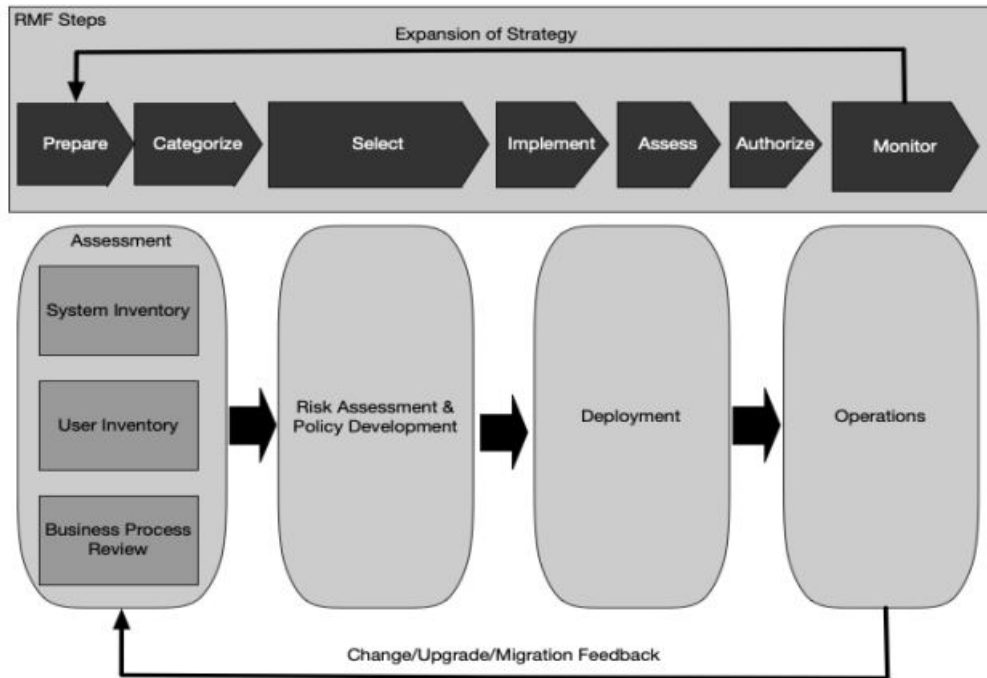 RMF Steps
Expansion of Strategy
Prepare
Categorize
Select
Implement
Assess
Authorize
Monitor
Assessment
System Inventory
User Inventory
Business Process
Review
Risk Assessment &
Policy Development
Deployment
Operations
Change/Upgrade/Migration Feedback